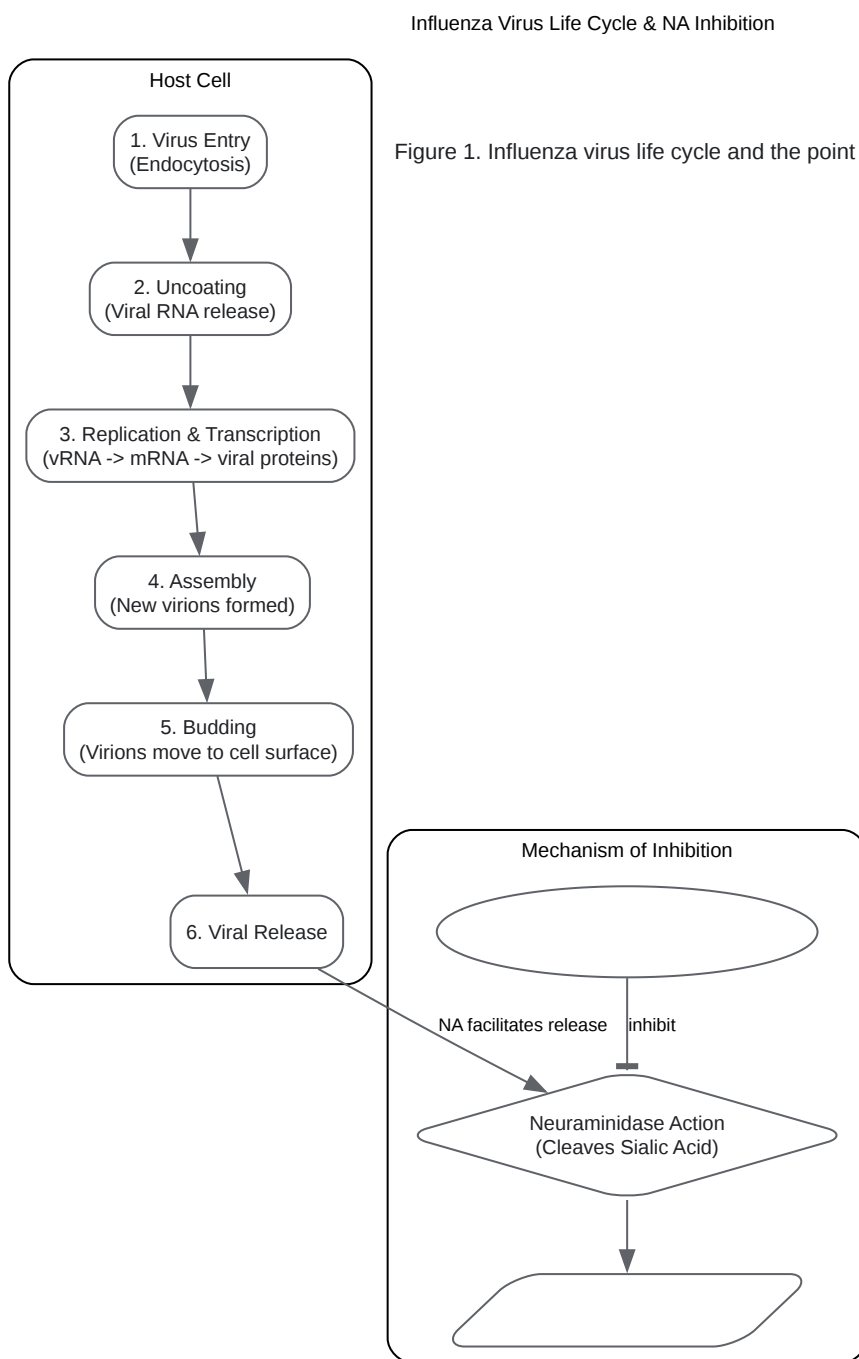 Influenza Virus Life Cycle & NA Inhibition
Host Cell
1. Virus Entry
(Endocytosis)
Figure 1. Influenza virus life cycle and the point
2. Uncoating
(Viral RNA release)
3. Replication & Transcription
(vRNA -> mRNA -> viral proteins)
4. Assembly
(New virions formed)
5. Budding
(Virions move to cell surface)
6. Viral Release
Mechanism of Inhibition
NA facilitates release
inhibit
Neuraminidase Action
(Cleaves Sialic Acid)